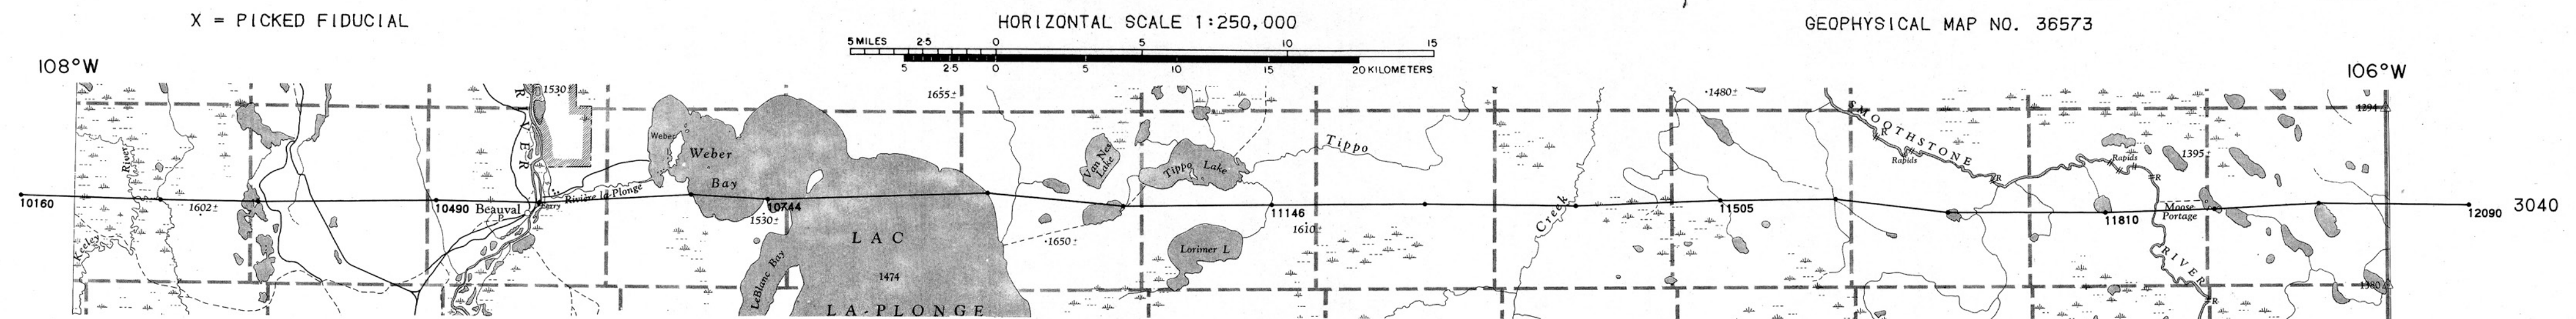 X = PICKED FIDUCIAL
HORIZONTAL SCALE 1:250,000
GEOPHYSICAL MAP NO. 36573
5 MILES 2·5 0 5 10 15
5 2·5 0 5 10 15 20 KILOMETERS
108°W
106°W
1530±
1655±
·1480±
1294
R
VER
Weber
Weber
Bay
Van Nes
Lake
Tippo Lake
Tippo
SMOOTHSTONE
R
Rapids
R
Rapids
R
1395±
River
Rivière la Plonge
10160
1602±
10490
Beauval
P
Ferry
10744
1530±
11146
1610±
11505
11810
Moose
Portage
12090
3040
Keeley
LAC
1474
LA-PLONGE
LeBlanc Bay
·1650±
Lorimer L
Creek
RIVER
R
1380